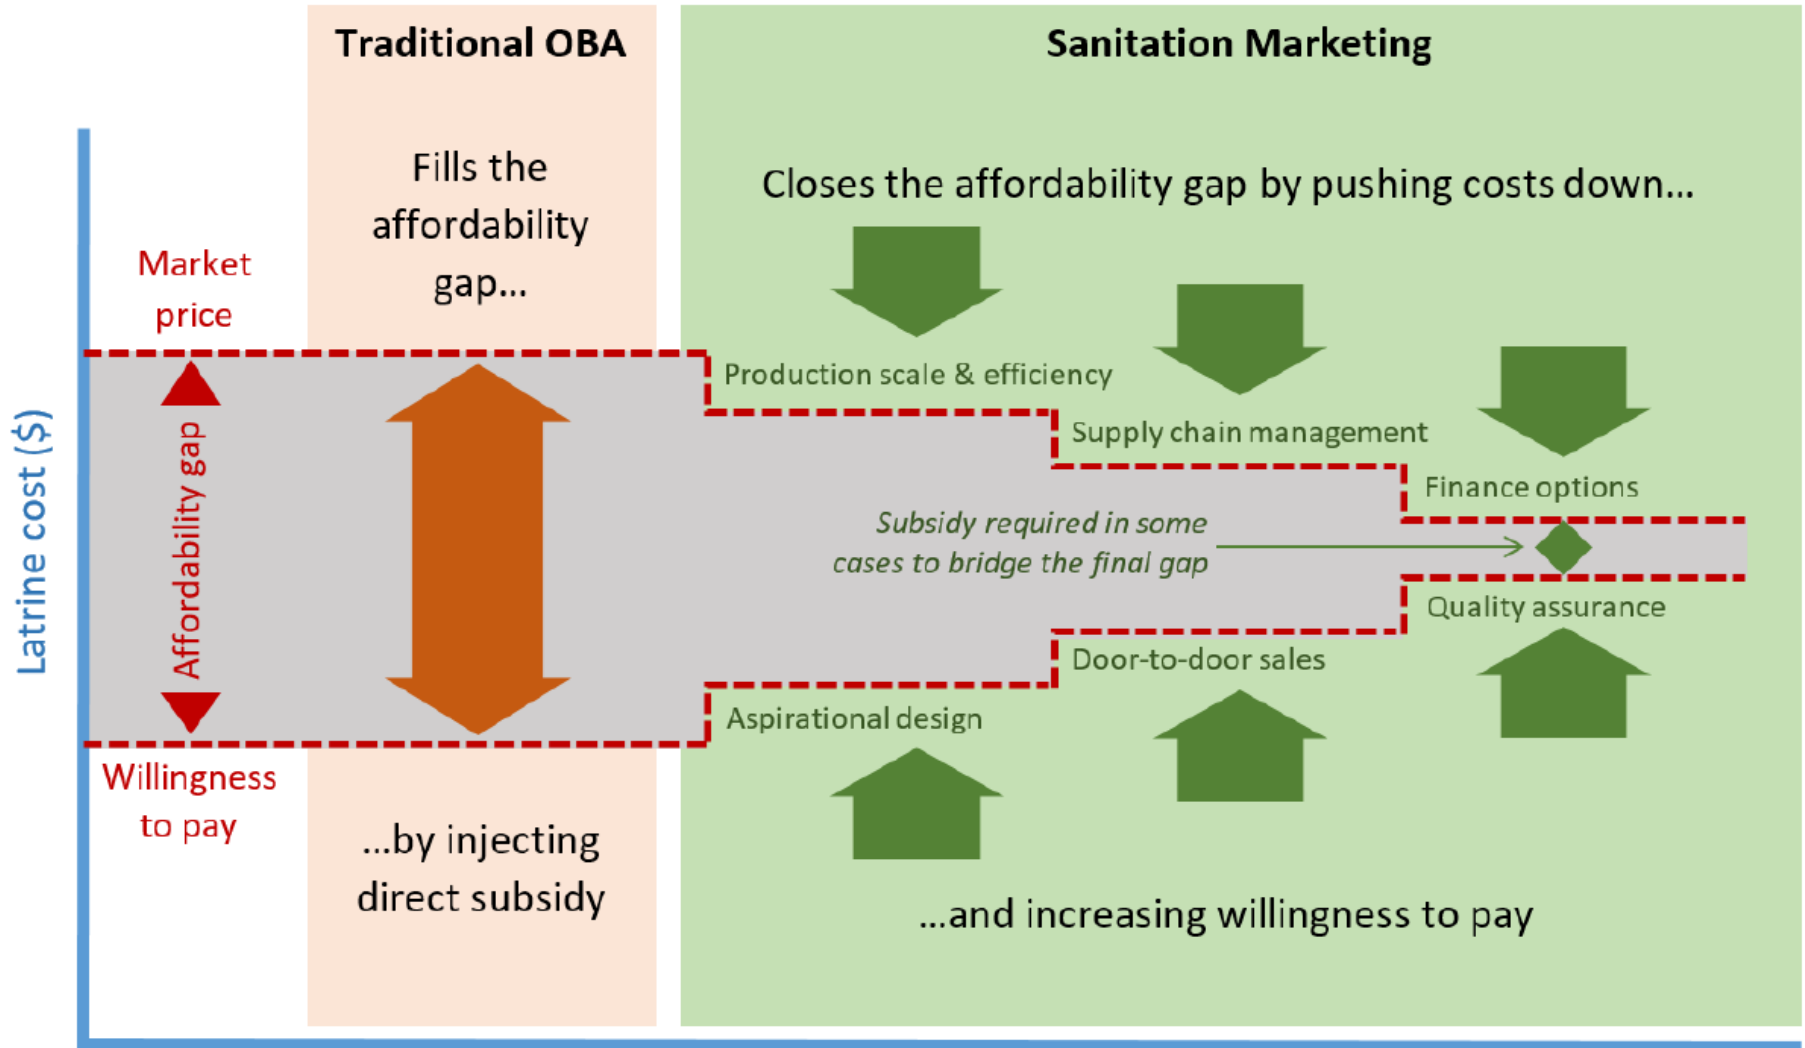 Traditional OBA
Sanitation Marketing
Fills the
affordability
gap...
Closes the affordability gap by pushing costs down...
Market
price
Production scale & efficiency
Supply chain management
Finance options
Latrine cost ($)
Affordability gap
Subsidy required in some
cases to bridge the final gap
Quality assurance
Door-to-door sales
Aspirational design
Willingness
to pay
...by injecting
direct subsidy
...and increasing willingness to pay